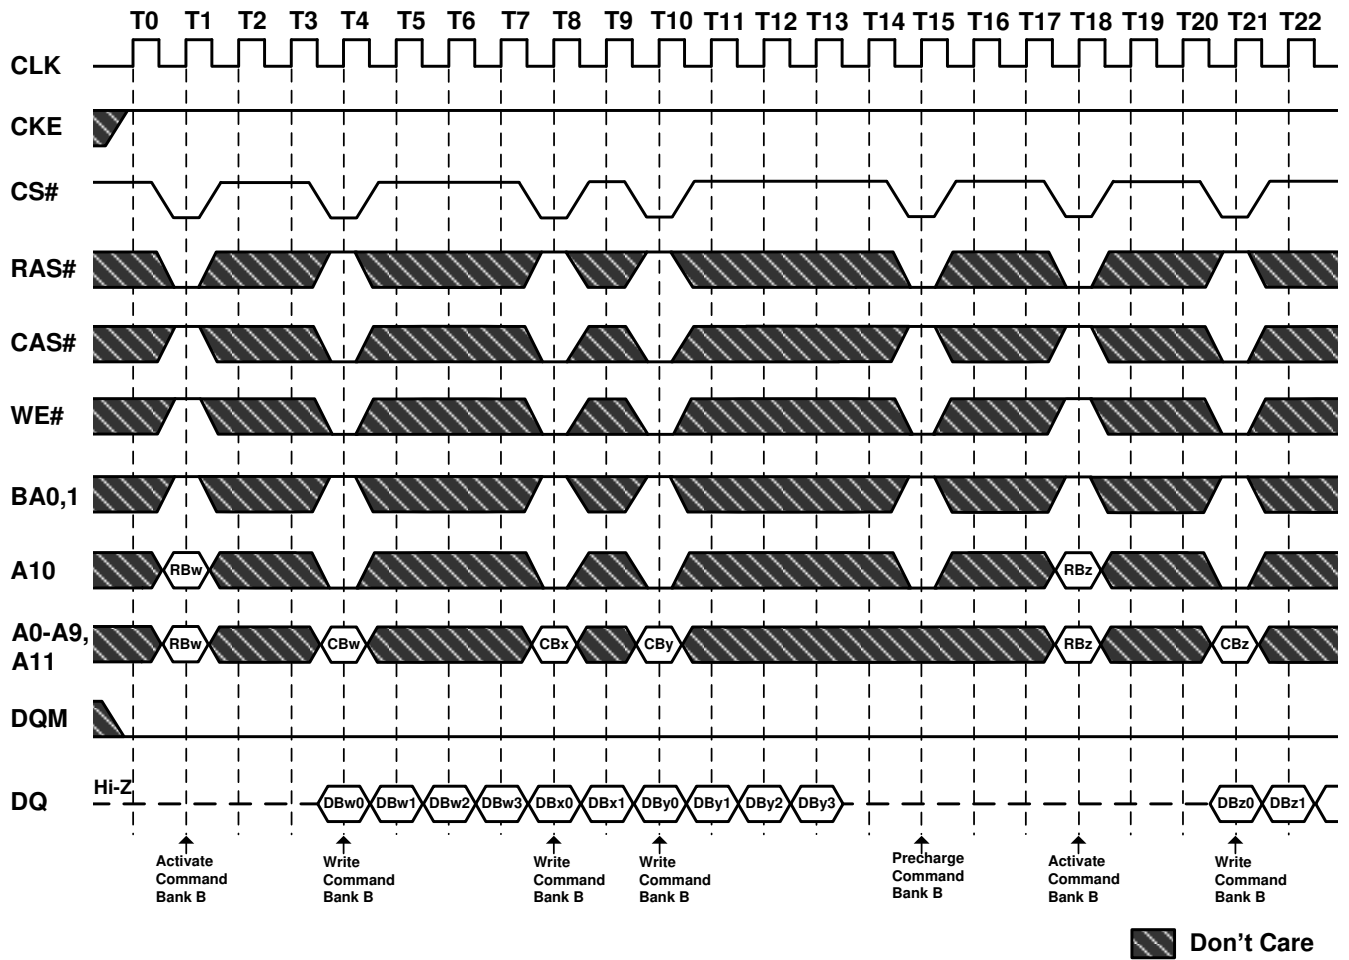 T0 T1 T2 T3 T4 T5 T6 T7 T8 T9 T10 T11 T12 T13 T14 T15 T16 T17 T18 T19 T20 T21 T22
CLK
CKE
CS#
RAS#
CAS#
WE#
BA0,1
A10 RBw RBz
A0-A9,
A11
RBw CBw CBx CBy RBz CBz
DQM
Hi-Z
DQ DBw0 DBw1 DBw2 DBw3 DBx0 DBx1 DBy0 DBy1 DBy2 DBy3 DBz0 DBz1
Activate
Command
Bank B
Write
Command
Bank B
Write
Command
Bank B
Write
Command
Bank B
Precharge
Command
Bank B
Activate
Command
Bank B
Write
Command
Bank B
Don't Care